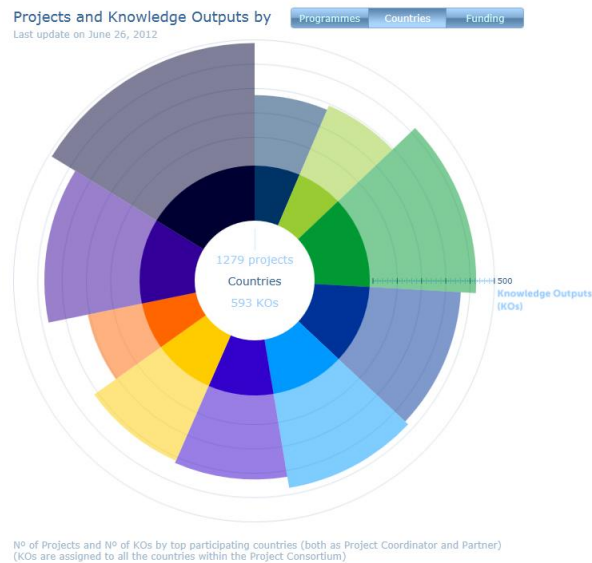 Projects and Knowledge Outputs by
Programmes
Countries
Funding
Last update on June 26, 2012
1279 projects
Countries
593 KOs
500
Knowledge Outputs
(KOs)
Nº of Projects and Nº of KOs by top participating countries (both as Project Coordinator and Partner)
(KOs are assigned to all the countries within the Project Consortium)